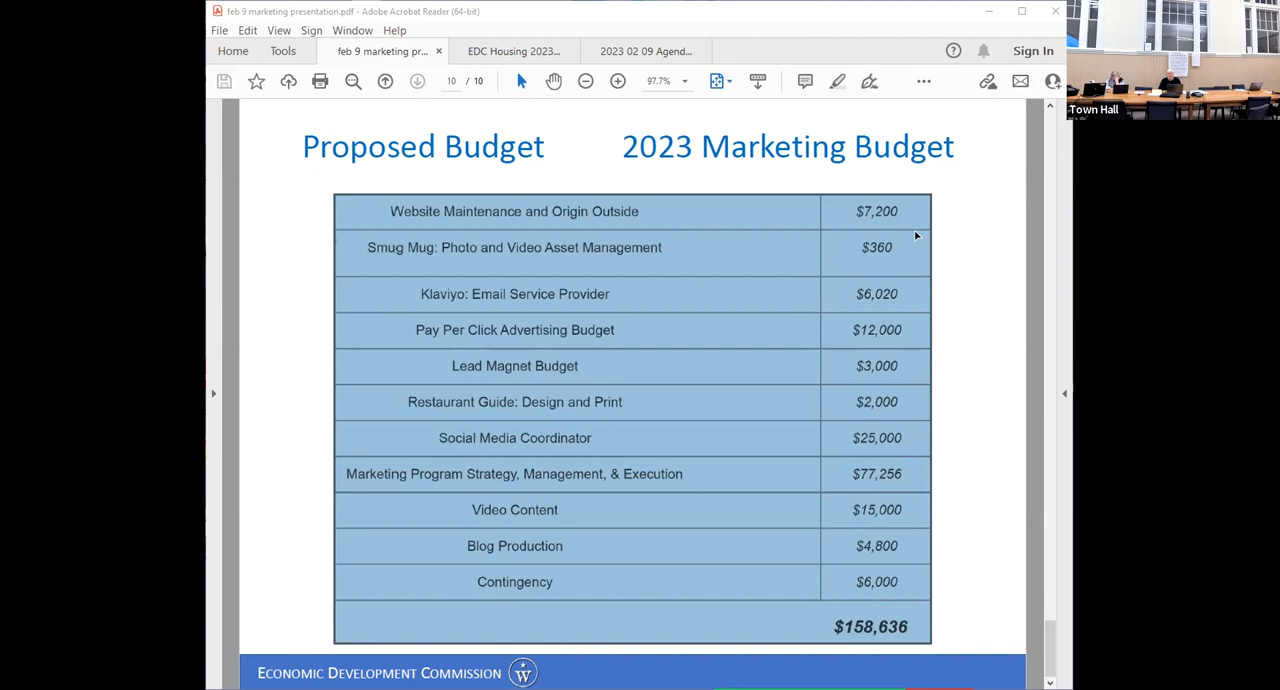 feb 9 marketing presentation.pdf - Adobe Acrobat Reader (64-bit)
File Edit View Window Sign Help
Home Tools feb 9 marketing pr... × EDC Housing 2023... 2023 02 09 Agend... Sign In
10 / 10 97.7%
Town Hall
Proposed Budget 2023 Marketing Budget
Website Maintenance and Origin Outside $7,200
Smug Mug: Photo and Video Asset Management $360
Klaviyo: Email Service Provider $6,020
Pay Per Click Advertising Budget $12,000
Lead Magnet Budget $3,000
Restaurant Guide: Design and Print $2,000
Social Media Coordinator $25,000
Marketing Program Strategy, Management, & Execution $77,256
Video Content $15,000
Blog Production $4,800
Contingency $6,000
$158,636
ECONOMIC DEVELOPMENT COMMISSION W